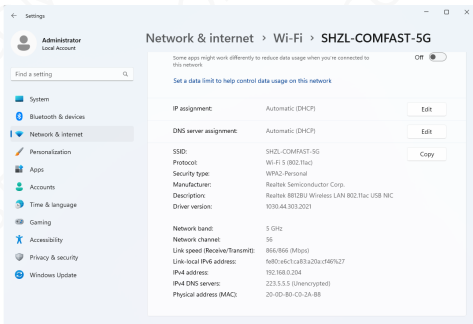 Settings
Administrator
Local Account
Find a setting
System
Bluetooth & devices
Network & internet
Personalization
Apps
Accounts
Time & language
Gaming
Accessibility
Privacy & security
Windows Update
Network & internet > Wi-Fi > SHZL-COMFAST-5G
Some apps might work differently to reduce data usage when you're connected to
this network
Off
Set a data limit to help control data usage on this network
IP assignment: Automatic (DHCP)
Edit
DNS server assignment: Automatic (DHCP)
Edit
SSID: SHZL-COMFAST-5G
Copy
Protocol: Wi-Fi 5 (802.11ac)
Security type: WPA2-Personal
Manufacturer: Realtek Semiconductor Corp.
Description: Realtek 8812BU Wireless LAN 802.11ac USB NIC
Driver version: 1030.44.303.2021
Network band: 5 GHz
Network channel: 56
Link speed (Receive/Transmit): 866/866 (Mbps)
Link-local IPv6 address: fe80::e6c1:ca83:a20a:cf46%27
IPv4 address: 192.168.0.204
IPv4 DNS servers: 223.5.5.5 (Unencrypted)
Physical address (MAC): 20-0D-B0-C0-2A-B8